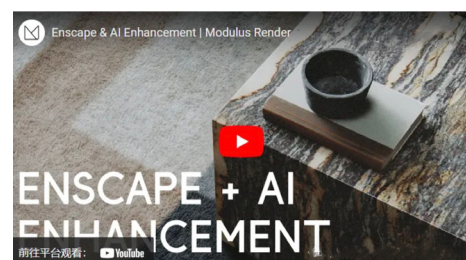 Enscape & AI Enhancement | Modulus Render
ENSCAPE + AI
ENHANCEMENT
前往平台观看： YouTube